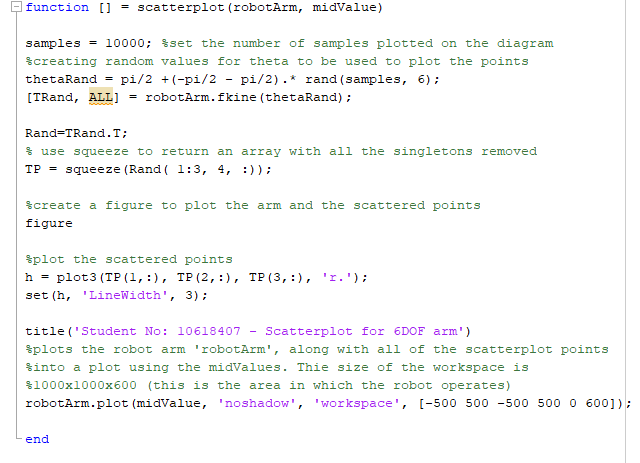 function [] = scatterplot(robotArm, midValue)
samples = 10000; %set the number of samples plotted on the diagram
%creating random values for theta to be used to plot the points
thetaRand = pi/2 +(-pi/2 - pi/2).* rand(samples, 6);
[TRand, ALL] = robotArm.fkine(thetaRand);
Rand=TRand.T;
% use squeeze to return an array with all the singletons removed
TP = squeeze(Rand( 1:3, 4, :));
%create a figure to plot the arm and the scattered points
figure
%plot the scattered points
h = plot3(TP(1,:), TP(2,:), TP(3,:), 'r.');
set(h, 'LineWidth', 3);
title('Student No: 10618407 - Scatterplot for 6DOF arm')
%plots the robot arm 'robotArm', along with all of the scatterplot points
%into a plot using the midValues. Thie size of the workspace is
%1000x1000x600 (this is the area in which the robot operates)
robotArm.plot(midValue, 'noshadow', 'workspace', [-500 500 -500 500 0 600]);
end